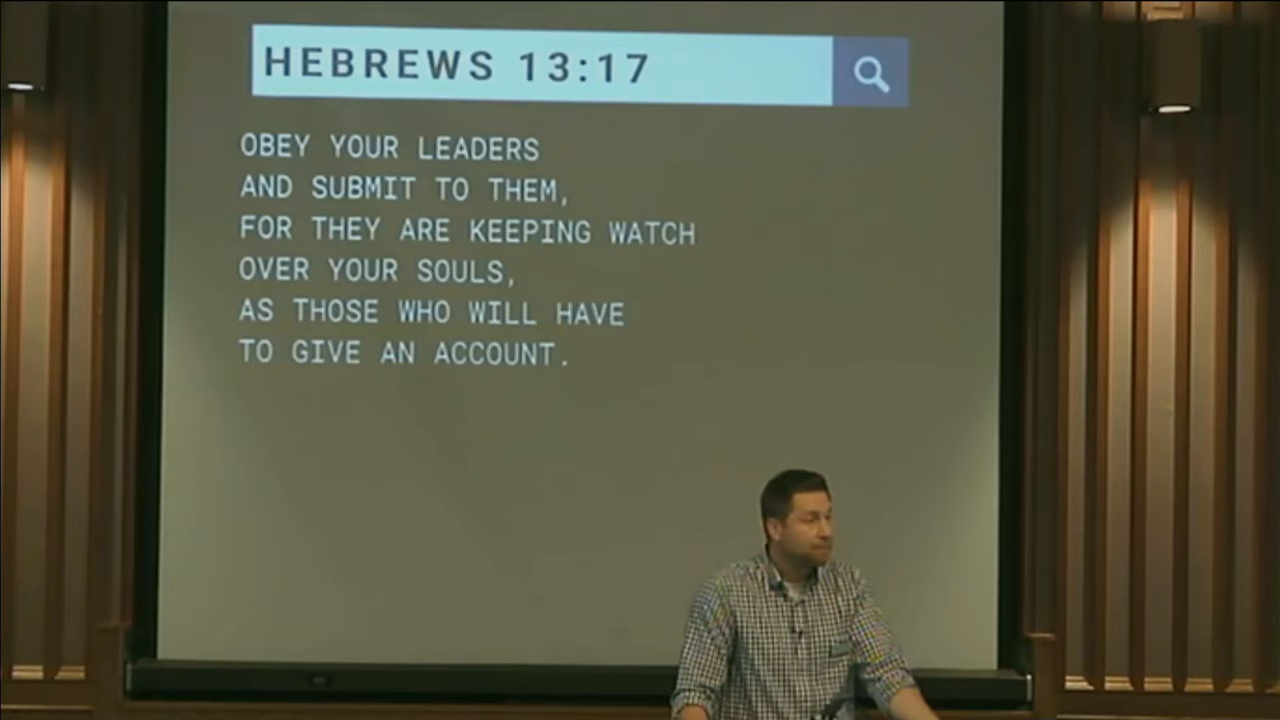 HEBREWS 13:17
OBEY YOUR LEADERS
AND SUBMIT TO THEM,
FOR THEY ARE KEEPING WATCH
OVER YOUR SOULS,
AS THOSE WHO WILL HAVE
TO GIVE AN ACCOUNT.